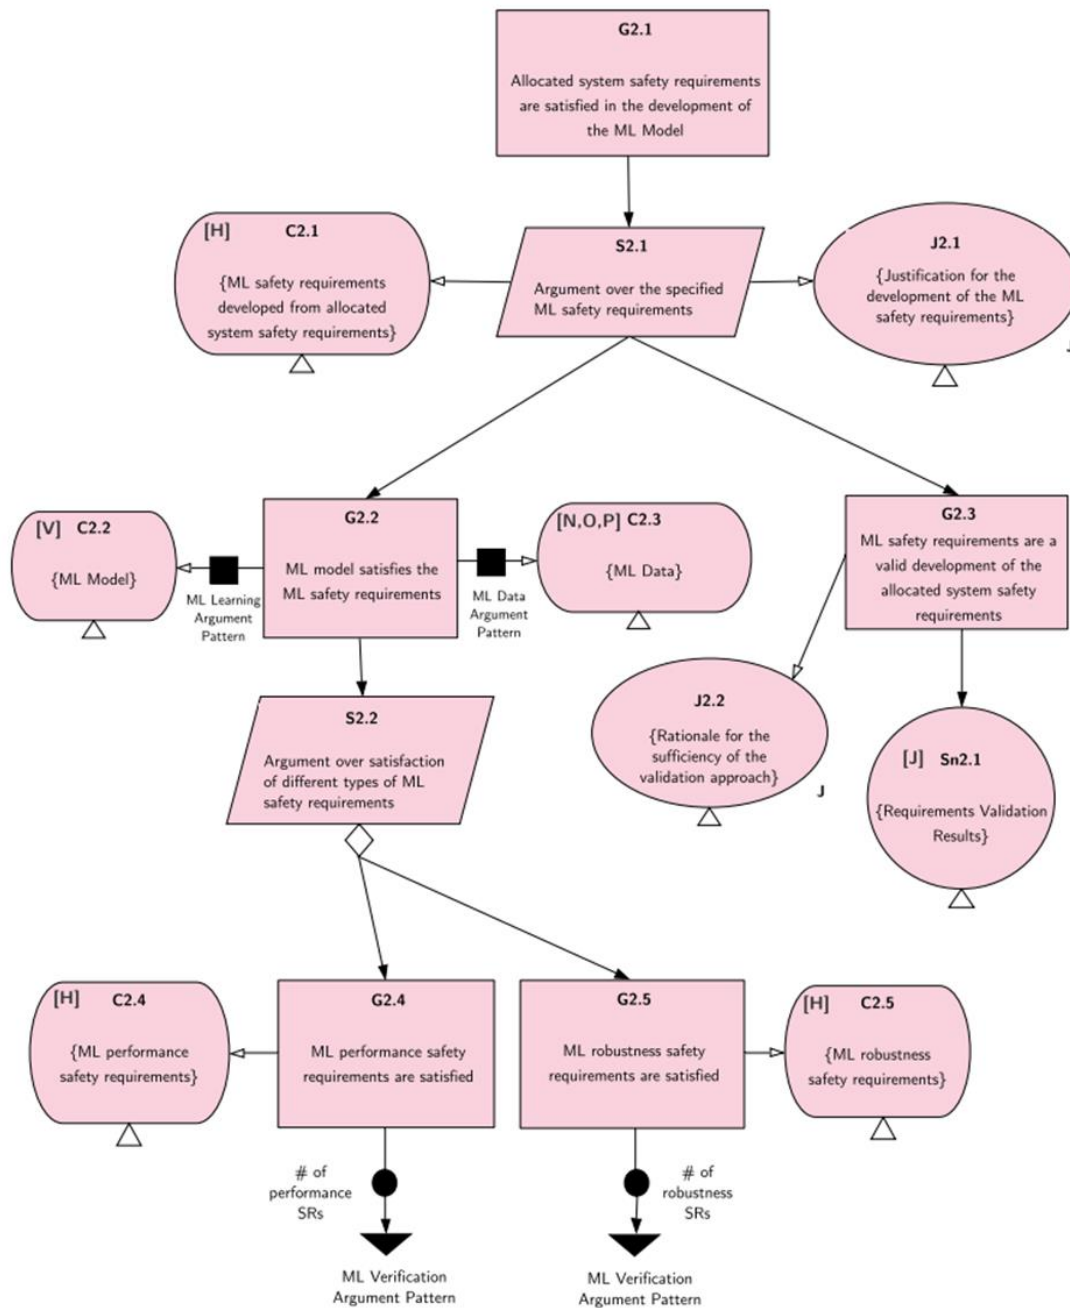 G2.1
Allocated system safety requirements
are satisfied in the development of
the ML Model
[H] C2.1
{ML safety requirements
developed from allocated
system safety requirements}
S2.1
Argument over the specified
ML safety requirements
J2.1
{Justification for the
development of the ML
safety requirements}
J
[V] C2.2
{ML Model}
ML Learning
Argument
Pattern
G2.2
ML model satisfies the
ML safety requirements
ML Data
Argument
Pattern
[N,O,P] C2.3
{ML Data}
G2.3
ML safety requirements are a
valid development of the
allocated system safety
requirements
S2.2
Argument over satisfaction
of different types of ML
safety requirements
J2.2
{Rationale for the
sufficiency of the
validation approach}
J
[J] Sn2.1
{Requirements Validation
Results}
[H] C2.4
{ML performance
safety requirements}
G2.4
ML performance safety
requirements are satisfied
G2.5
ML robustness safety
requirements are satisfied
[H] C2.5
{ML robustness
safety requirements}
# of
performance
SRs
# of
robustness
SRs
ML Verification
Argument Pattern
ML Verification
Argument Pattern